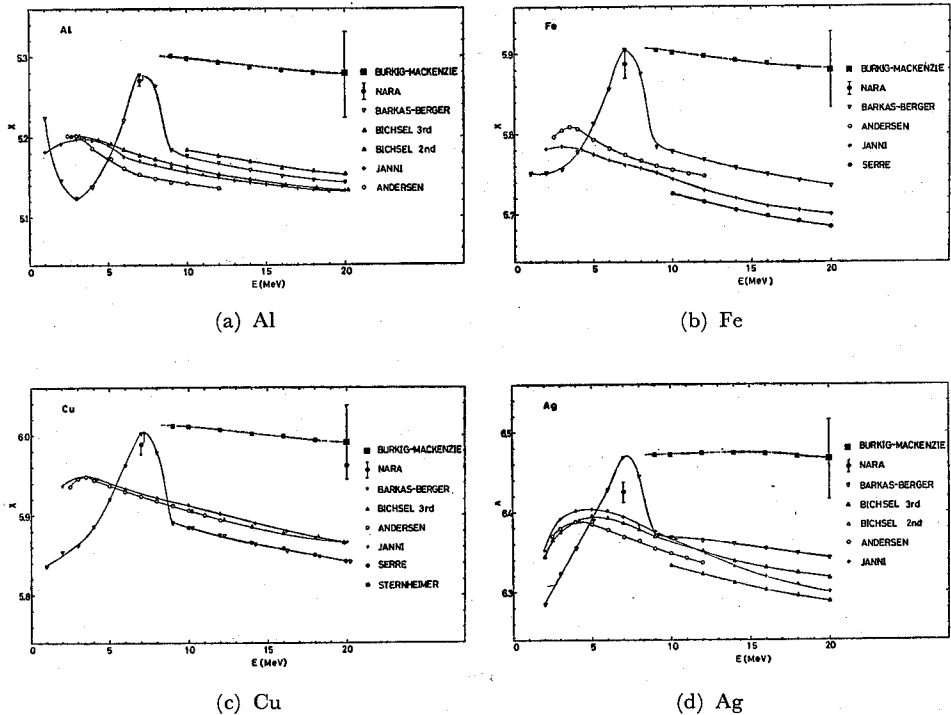 Al
5.3
5.2
5.1
X
0
5
10
15
20
E(MeV)
BURKIG-MACKENZIE
NARA
BARKAS-BERGER
BICHSEL 3rd
BICHSEL 2nd
JANNI
ANDERSEN
(a) Al
Fe
5.9
5.8
5.7
X
0
5
10
15
20
E(MeV)
BURKIG-MACKENZIE
NARA
BARKAS-BERGER
ANDERSEN
JANNI
SERRE
(b) Fe
Cu
6.0
5.9
5.8
X
0
5
10
15
20
E(MeV)
BURKIG-MACKENZIE
NARA
BARKAS-BERGER
BICHSEL 3rd
ANDERSEN
JANNI
SERRE
STERNHEIMER
(c) Cu
Ag
6.5
6.4
6.3
0
5
10
15
20
E(MeV)
BURKIG-MACKENZIE
NARA
BARKAS-BERGER
BICHSEL 3rd
BICHSEL 2nd
ANDERSEN
JANNI
(d) Ag